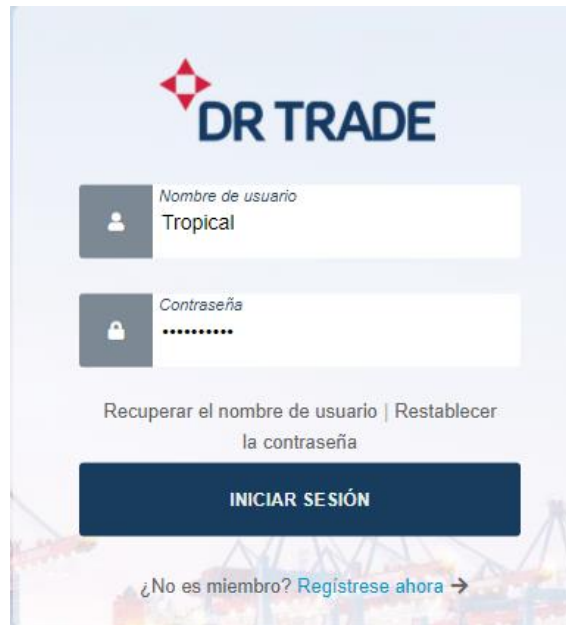 DR TRADE
Nombre de usuario
Tropical
Contraseña
••••••••••
Recuperar el nombre de usuario | Restablecer
la contraseña
INICIAR SESIÓN
¿No es miembro? Regístrese ahora →